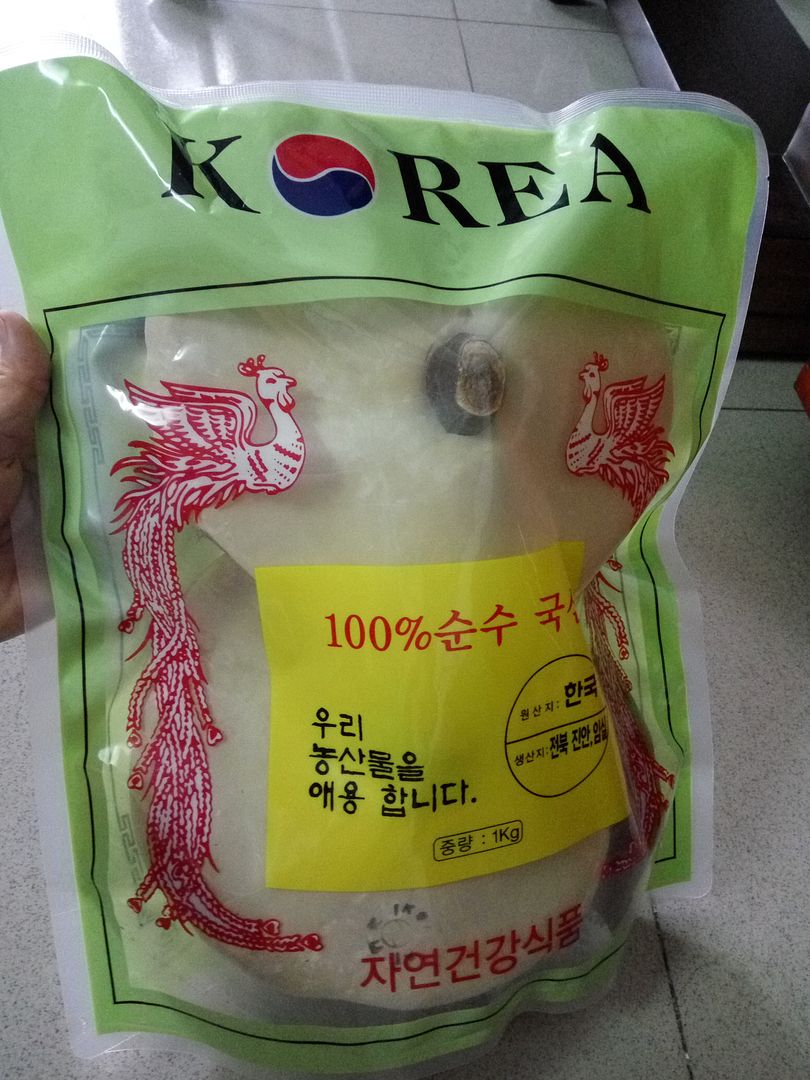 KOREA
100%순수
우리
농산물을
애용 합니다.
원산지: 한국
생산지: 전북 진안, 임실
중량 : 1Kg
자연건강식품